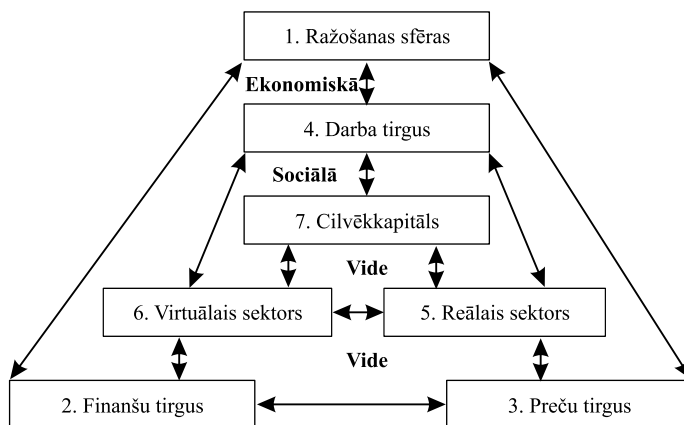 1. Ražošanas sfēras
Ekonomiskā
4. Darba tirgus
Sociālā
7. Cilvēkkapitāls
Vide
6. Virtuālais sektors
5. Reālais sektors
Vide
2. Finanšu tirgus
3. Preču tirgus